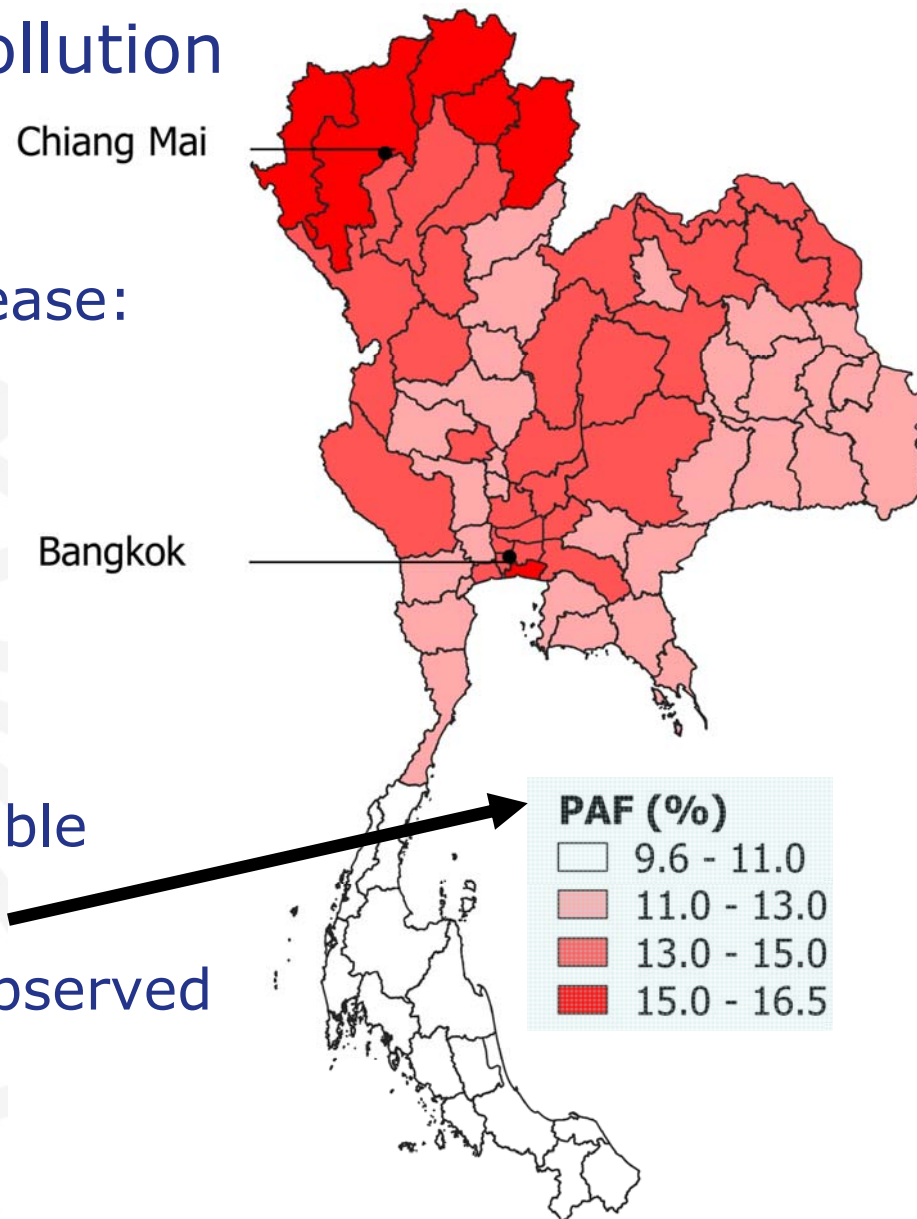 ollution
Chiang Mai
ease:
Bangkok
ble
bserved
PAF (%)
9.6 - 11.0
11.0 - 13.0
13.0 - 15.0
15.0 - 16.5